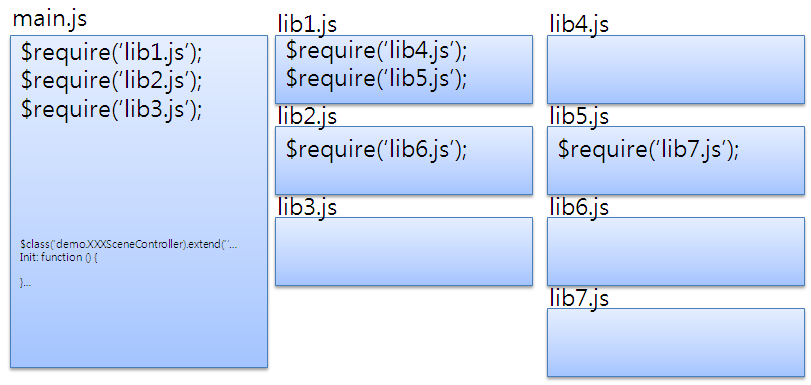 main.js
$require('lib1.js');
$require('lib2.js');
$require('lib3.js');
$class('demo.XXXSceneController).extend("...
Init: function () {
}...
lib1.js
$require('lib4.js');
$require('lib5.js');
lib2.js
$require('lib6.js');
lib3.js
lib4.js
lib5.js
$require('lib7.js');
lib6.js
lib7.js